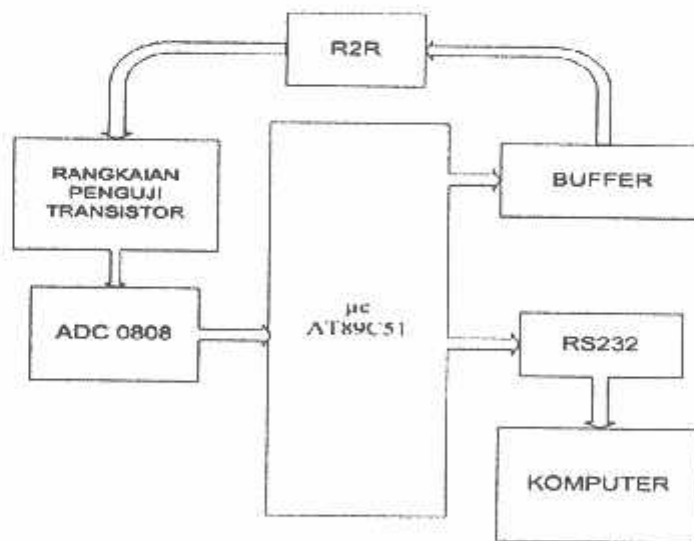 R2R
RANGKAIAN
PENGUJI
TRANSISTOR
BUFFER
µc
AT89C51
ADC 0808
RS232
KOMPUTER